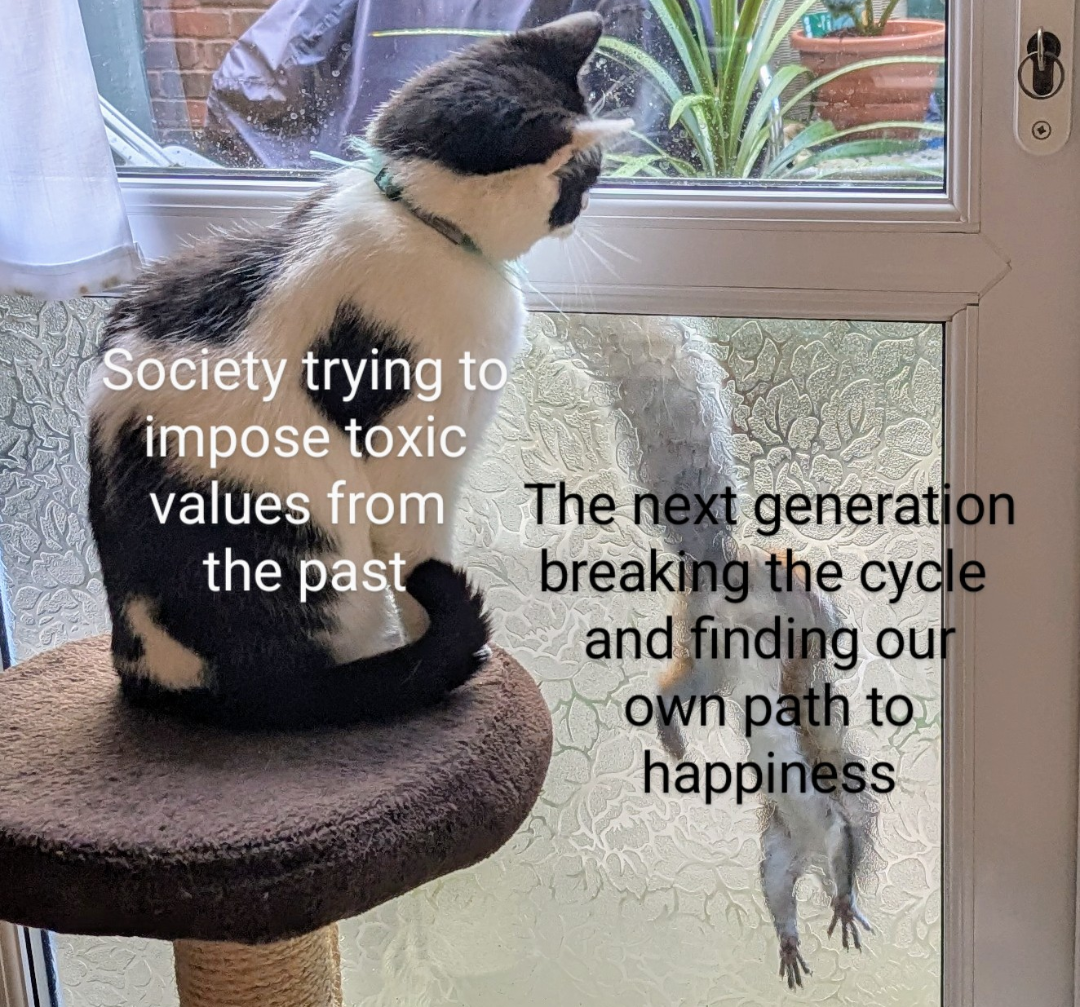 Society trying to
impose toxic
values from
the past
The next generation
breaking the cycle
and finding our
own path to
happiness